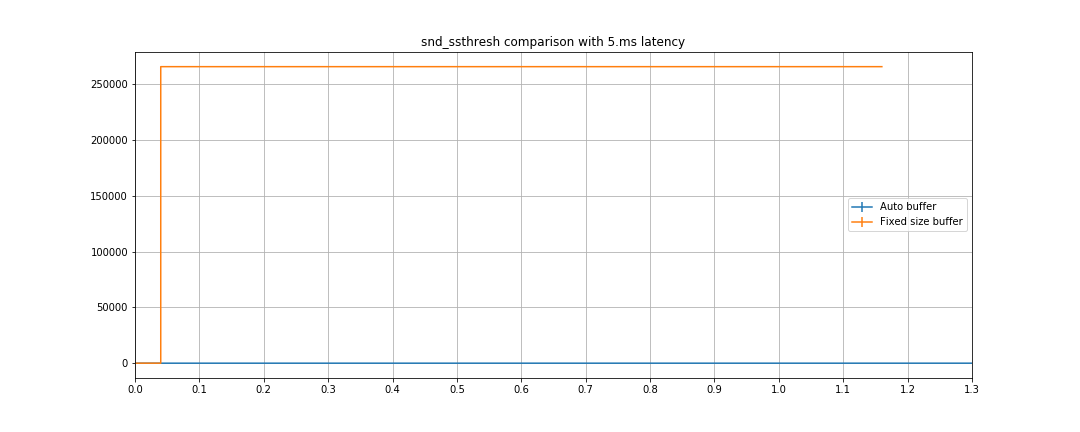 snd_ssthresh comparison with 5.ms latency
250000
200000
150000
100000
50000
0
Auto buffer
Fixed size buffer
0.0 0.1 0.2 0.3 0.4 0.5 0.6 0.7 0.8 0.9 1.0 1.1 1.2 1.3